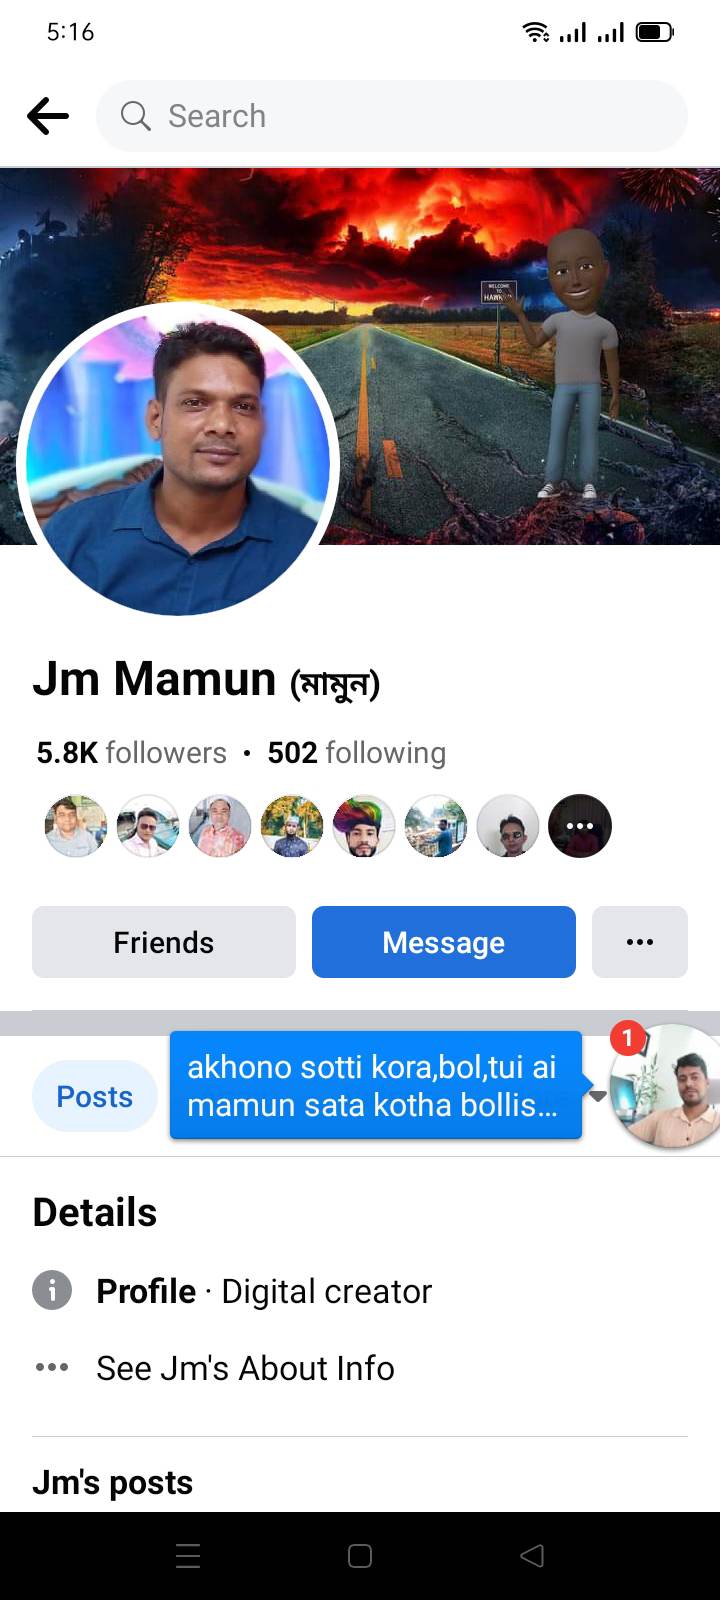 5:16
Search
WELCOME
TO
Jm Mamun (মামুন)
5.8K followers • 502 following
Friends
Message
1
akhono sotti kora,bol,tui ai
mamun sata kotha bollis...
Posts
Details
Profile · Digital creator
See Jm's About Info
Jm's posts